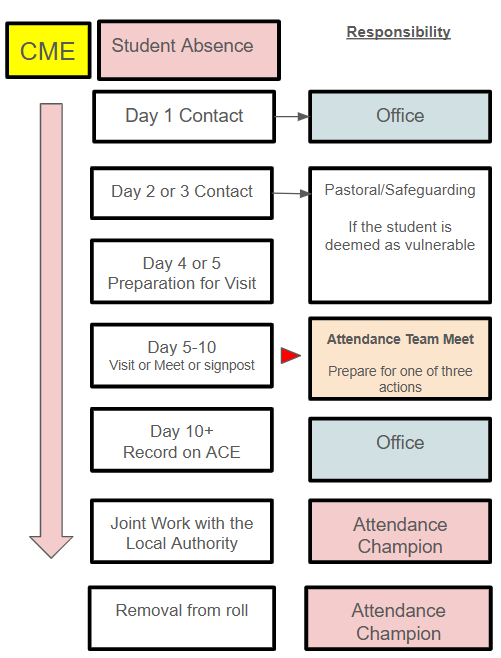 CME
Student Absence
Responsibility
Day 1 Contact
Office
Day 2 or 3 Contact
Pastoral/Safeguarding
If the student is
deemed as vulnerable
Day 4 or 5
Preparation for Visit
Day 5-10
Visit or Meet or signpost
Attendance Team Meet
Prepare for one of three
actions
Day 10+
Record on ACE
Office
Joint Work with the
Local Authority
Attendance
Champion
Removal from roll
Attendance
Champion